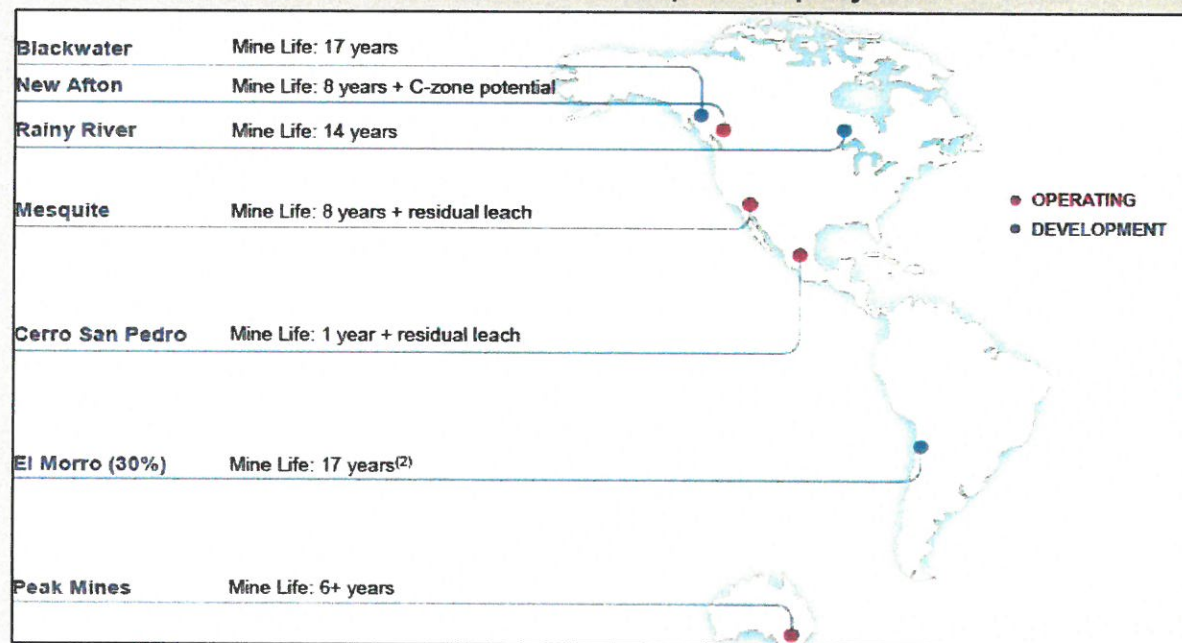 Blackwater Mine Life: 17 years
New Afton Mine Life: 8 years + C-zone potential
Rainy River Mine Life: 14 years
Mesquite Mine Life: 8 years + residual leach
OPERATING
DEVELOPMENT
Cerro San Pedro Mine Life: 1 year + residual leach
El Morro (30%) Mine Life: 17 years(2)
Peak Mines Mine Life: 6+ years